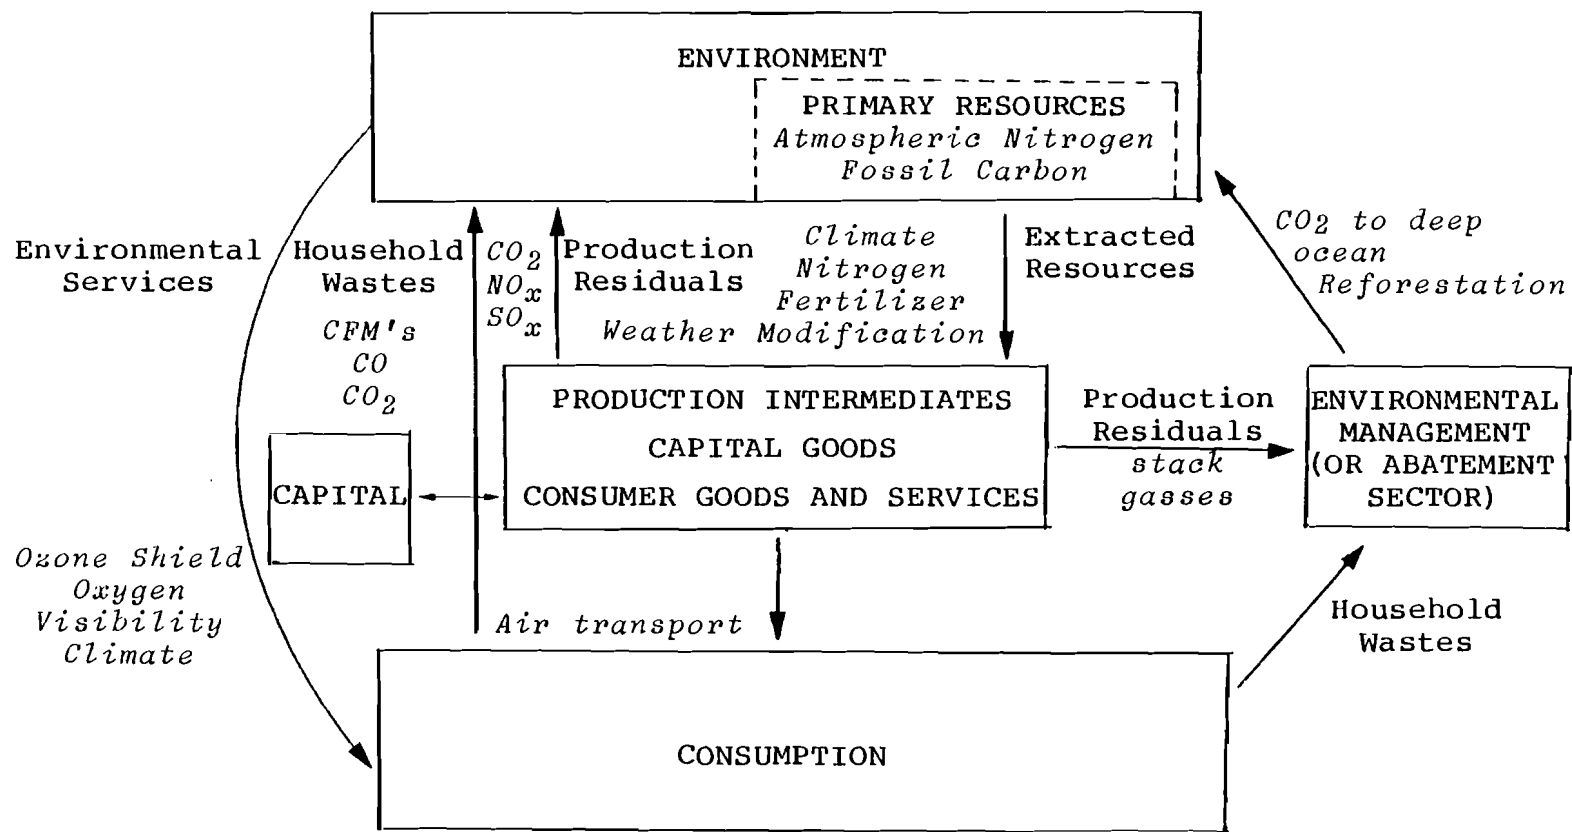 ENVIRONMENT
PRIMARY RESOURCES
Atmospheric Nitrogen
Fossil Carbon
Environmental
Services
Household
Wastes
CFM's
CO
CO2
CO2
NOx
SOx
Production
Residuals
Climate
Nitrogen
Fertilizer
Weather Modification
Extracted
Resources
CO2 to deep
ocean
Reforestation
CAPITAL
PRODUCTION INTERMEDIATES
CAPITAL GOODS
CONSUMER GOODS AND SERVICES
Production
Residuals
stack
gasses
ENVIRONMENTAL
MANAGEMENT
(OR ABATEMENT
SECTOR)
Ozone Shield
Oxygen
Visibility
Climate
Air transport
Household
Wastes
CONSUMPTION